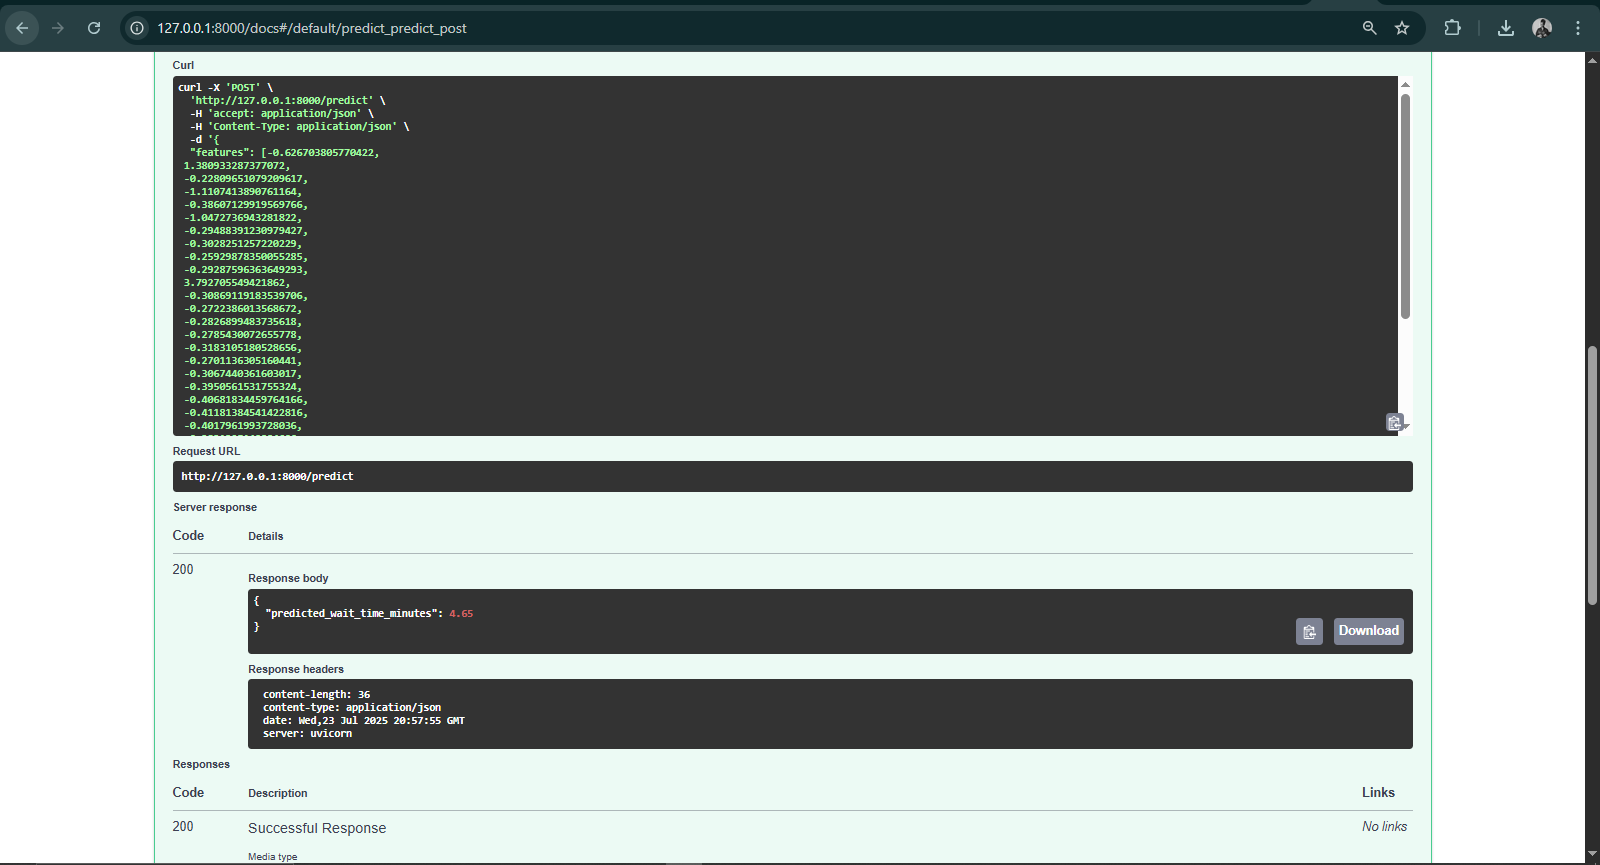 127.0.0.1:8000/docs#/default/predict_predict_post
Curl
curl -X 'POST' \
'http://127.0.0.1:8000/predict' \
-H 'accept: application/json' \
-H 'Content-Type: application/json' \
-d '{
"features": [-0.626703805770422,
1.380933287377072,
-0.22809651079209617,
-1.1107413890761164,
-0.38607129919569766,
-1.0472736943281822,
-0.29488391230979427,
-0.3028251257220229,
-0.25929878350055285,
-0.29287596363649293,
3.792705549421862,
-0.30869119183539706,
-0.2722386013568672,
-0.2826899483735618,
-0.2785430072655778,
-0.3183105180528656,
-0.2701136305160441,
-0.3067440361603017,
-0.3950561531755324,
-0.40681834459764166,
-0.41181384541422816,
-0.4017961993728036,
Request URL
http://127.0.0.1:8000/predict
Server response
Code Details
200
Response body
{
"predicted_wait_time_minutes": 4.65
}
Download
Response headers
content-length: 36
content-type: application/json
date: Wed,23 Jul 2025 20:57:55 GMT
server: uvicorn
Responses
Code Description Links
200 Successful Response No links
Media type